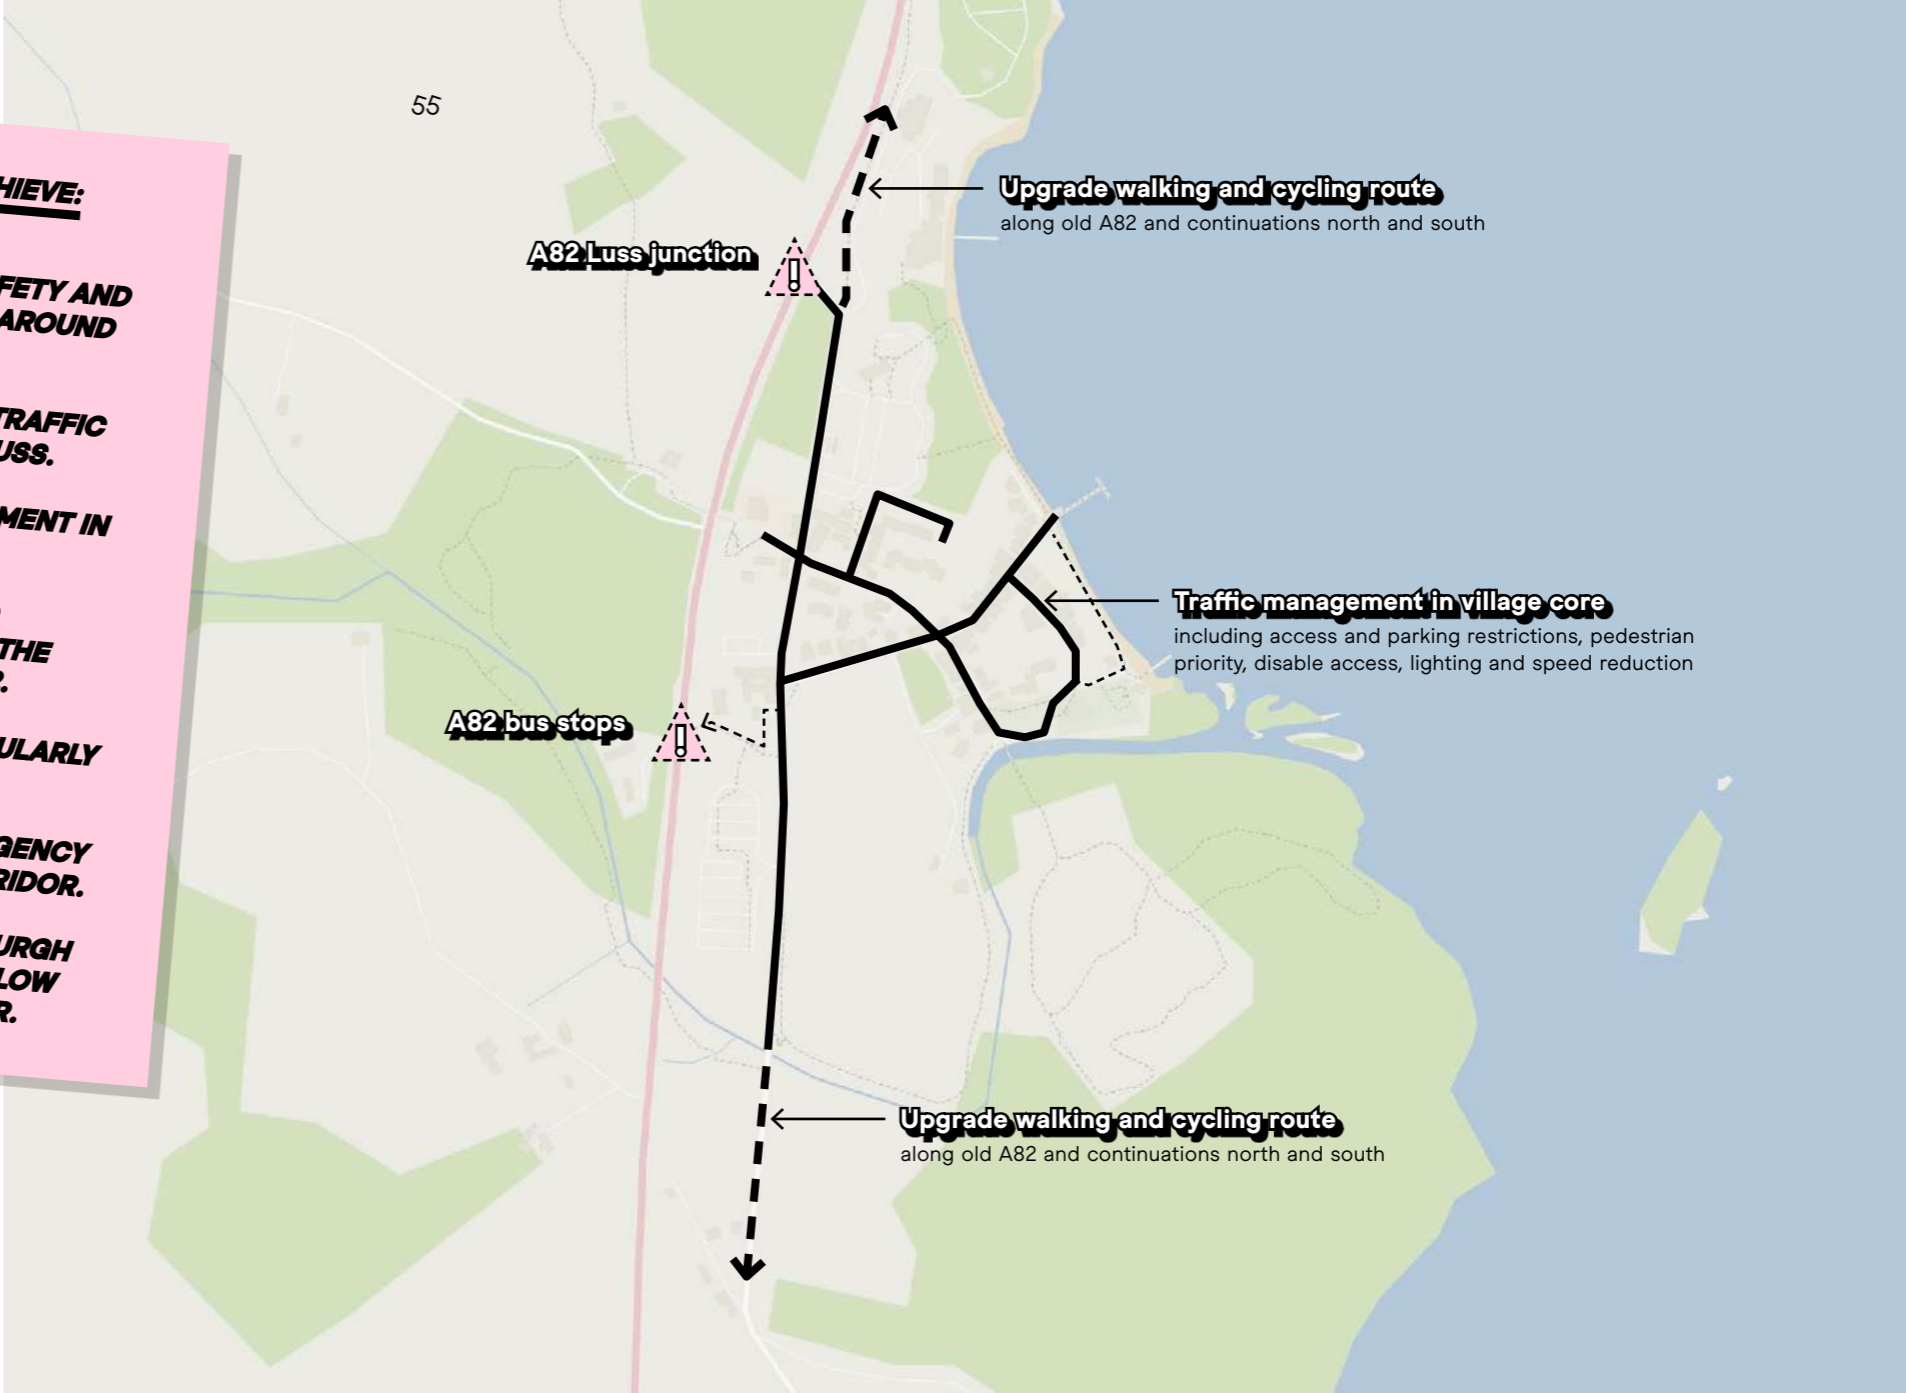 55
HIEVE:
FETY AND
AROUND
TRAFFIC
USS.
MENT IN
THE
R.
ULARLY
GENCY
RIDOR.
URGH
LOW
R.
Upgrade walking and cycling route
along old A82 and continuations north and south
A82 Luss junction
Traffic management in village core
including access and parking restrictions, pedestrian
priority, disable access, lighting and speed reduction
A82 bus stops
Upgrade walking and cycling route
along old A82 and continuations north and south